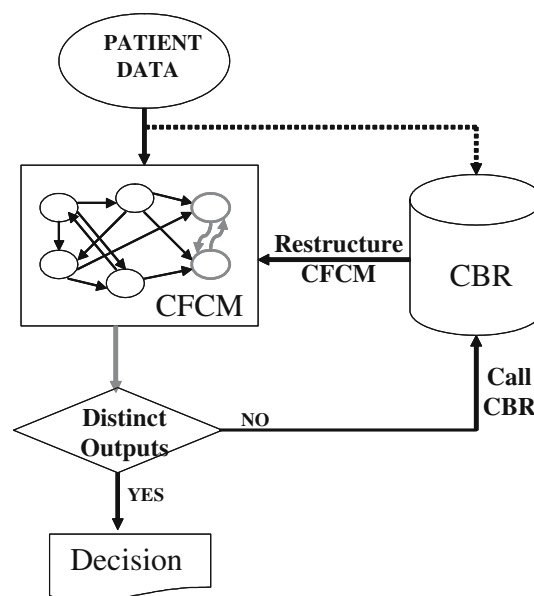 PATIENT
DATA
Restructure
CFCM
CBR
CFCM
Call
CBR
Distinct
Outputs
NO
YES
Decision